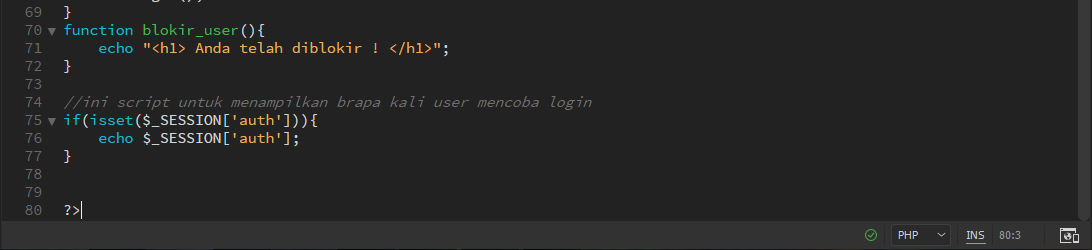 69 }
70 function blokir_user(){
71 echo "<h1> Anda telah diblokir ! </h1>";
72 }
73
74 //ini script untuk menampilkan brapa kali user mencoba login
75 if(isset($_SESSION['auth'])){
76 echo $_SESSION['auth'];
77 }
78
79
80 ?>
PHP INS 80:3